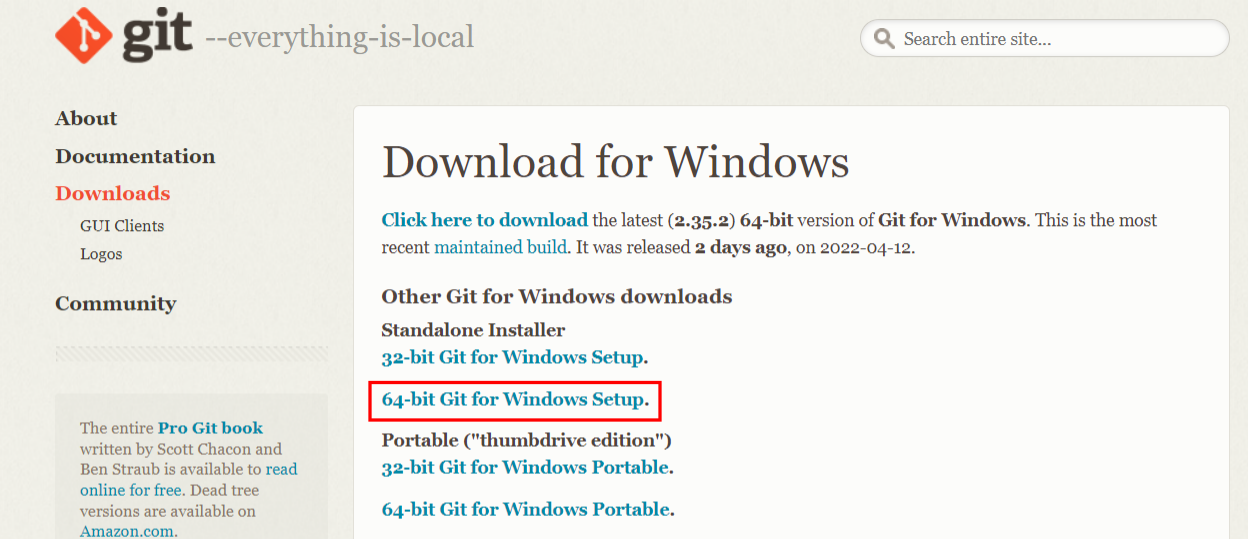 git --everything-is-local
Search entire site...
About
Documentation
Downloads
GUI Clients
Logos
Community
The entire Pro Git book
written by Scott Chacon and
Ben Straub is available to read
online for free. Dead tree
versions are available on
Amazon.com.
Download for Windows
Click here to download the latest (2.35.2) 64-bit version of Git for Windows. This is the most
recent maintained build. It was released 2 days ago, on 2022-04-12.
Other Git for Windows downloads
Standalone Installer
32-bit Git for Windows Setup.
64-bit Git for Windows Setup.
Portable ("thumbdrive edition")
32-bit Git for Windows Portable.
64-bit Git for Windows Portable.